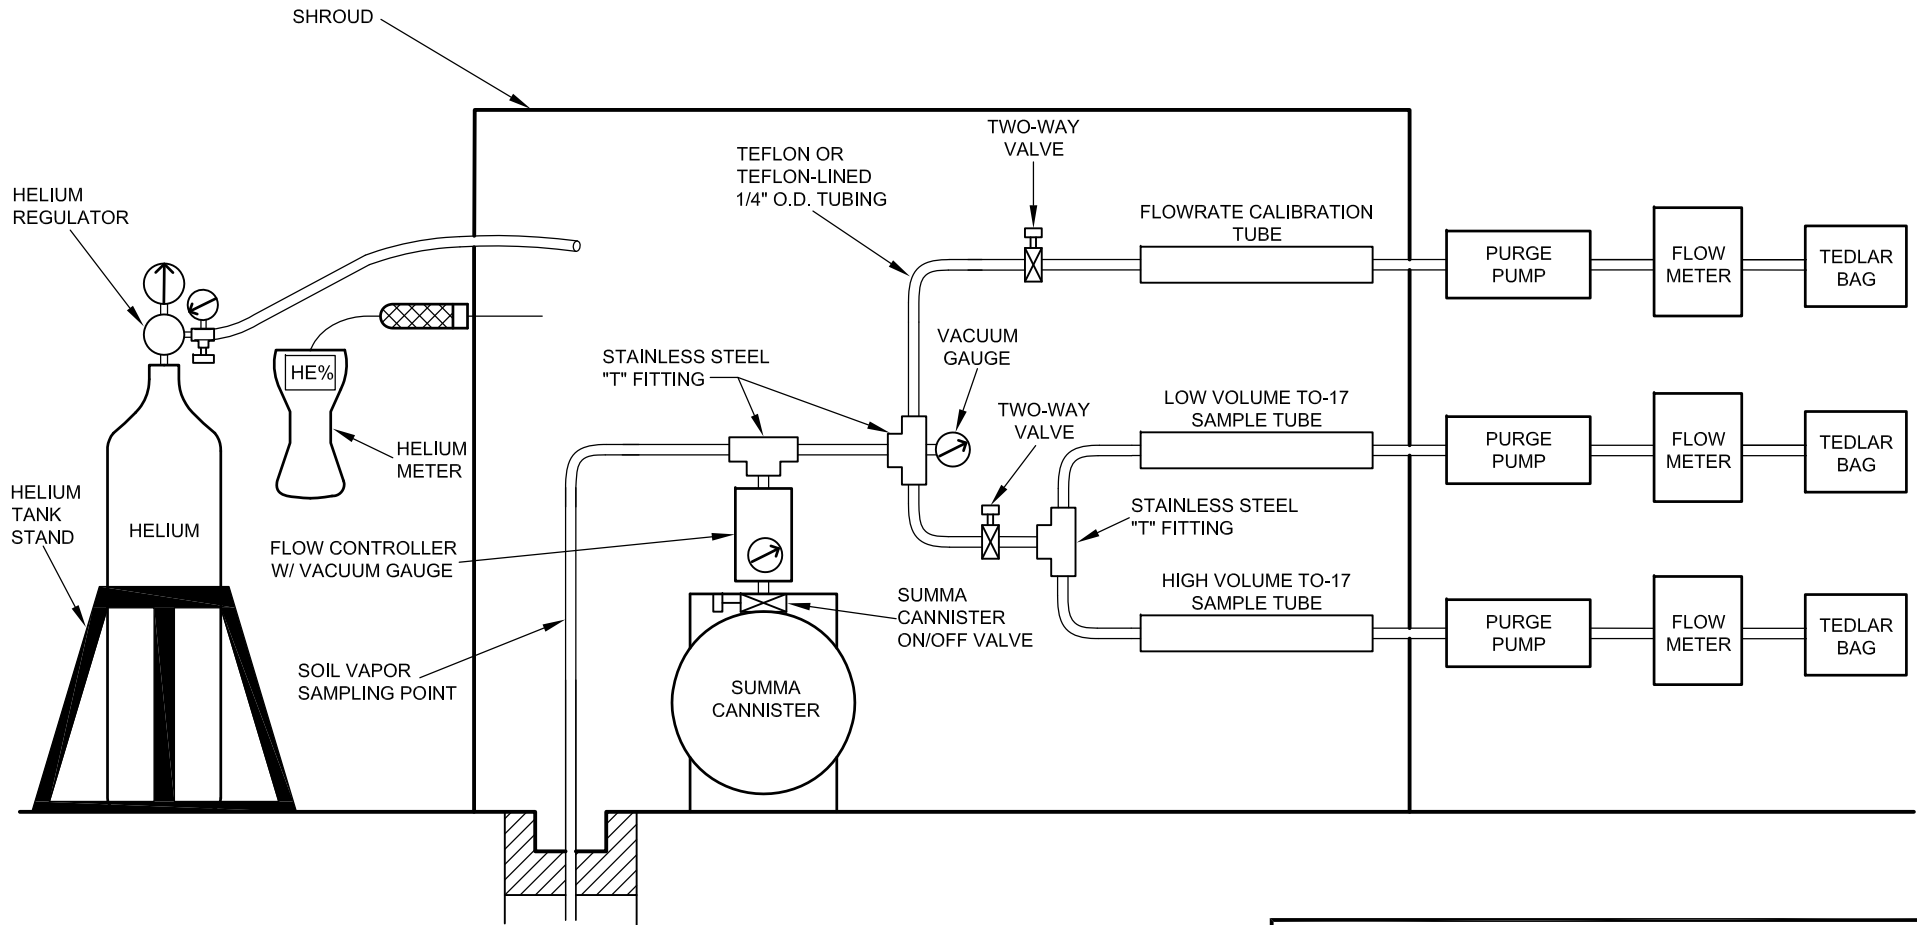 SHROUD
HELIUM
REGULATOR
TEFLON OR
TEFLON-LINED
1/4" O.D. TUBING
TWO-WAY
VALVE
FLOWRATE CALIBRATION
TUBE
PURGE
PUMP
FLOW
METER
TEDLAR
BAG
HE%
HELIUM
METER
STAINLESS STEEL
"T" FITTING
VACUUM
GAUGE
TWO-WAY
VALVE
LOW VOLUME TO-17
SAMPLE TUBE
PURGE
PUMP
FLOW
METER
TEDLAR
BAG
HELIUM
TANK
STAND
HELIUM
FLOW CONTROLLER
W/ VACUUM GAUGE
STAINLESS STEEL
"T" FITTING
SUMMA
CANNISTER
ON/OFF VALVE
HIGH VOLUME TO-17
SAMPLE TUBE
PURGE
PUMP
FLOW
METER
TEDLAR
BAG
SOIL VAPOR
SAMPLING POINT
SUMMA
CANNISTER